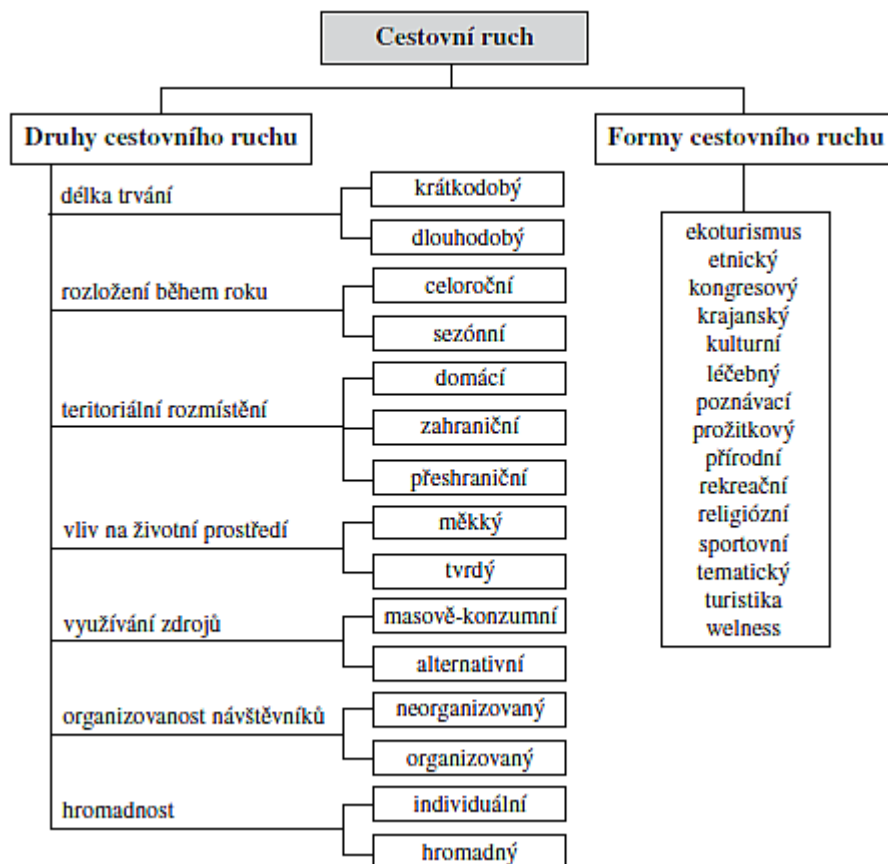 Cestovní ruch
Druhy cestovního ruchu
délka trvání
krátkodobý
dlouhodobý
rozložení během roku
celoroční
sezónní
teritoriální rozmístění
domácí
zahraniční
přeshraniční
vliv na životní prostředí
měkký
tvrdý
využívání zdrojů
masově-konzumní
alternativní
organizovanost návštěvníků
neorganizovaný
organizovaný
hromadnost
individuální
hromadný
Formy cestovního ruchu
ekoturismus
etnický
kongresový
krajanský
kulturní
léčebný
poznávací
prožitkový
přírodní
rekreační
religiózní
sportovní
tematický
turistika
welness